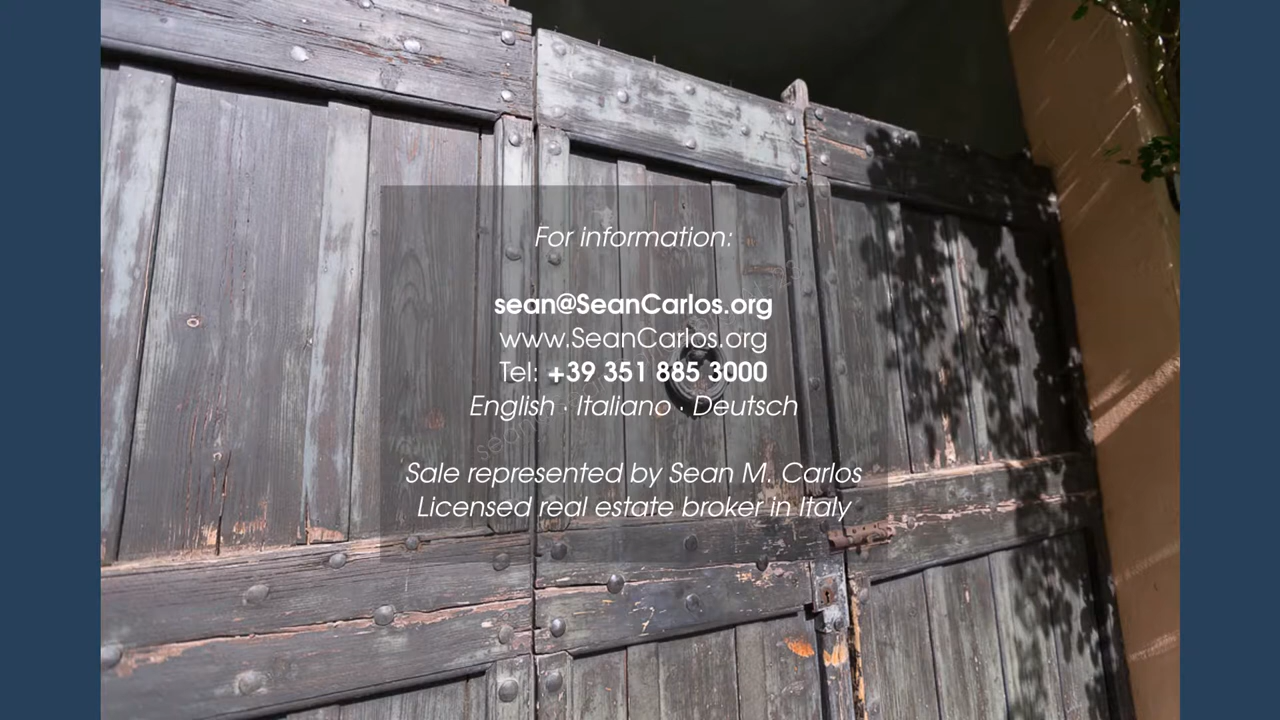 For information:
sean@SeanCarlos.org
www.SeanCarlos.org
Tel: +39 351 885 3000
English · Italiano · Deutsch
Sale represented by Sean M. Carlos
Licensed real estate broker in Italy